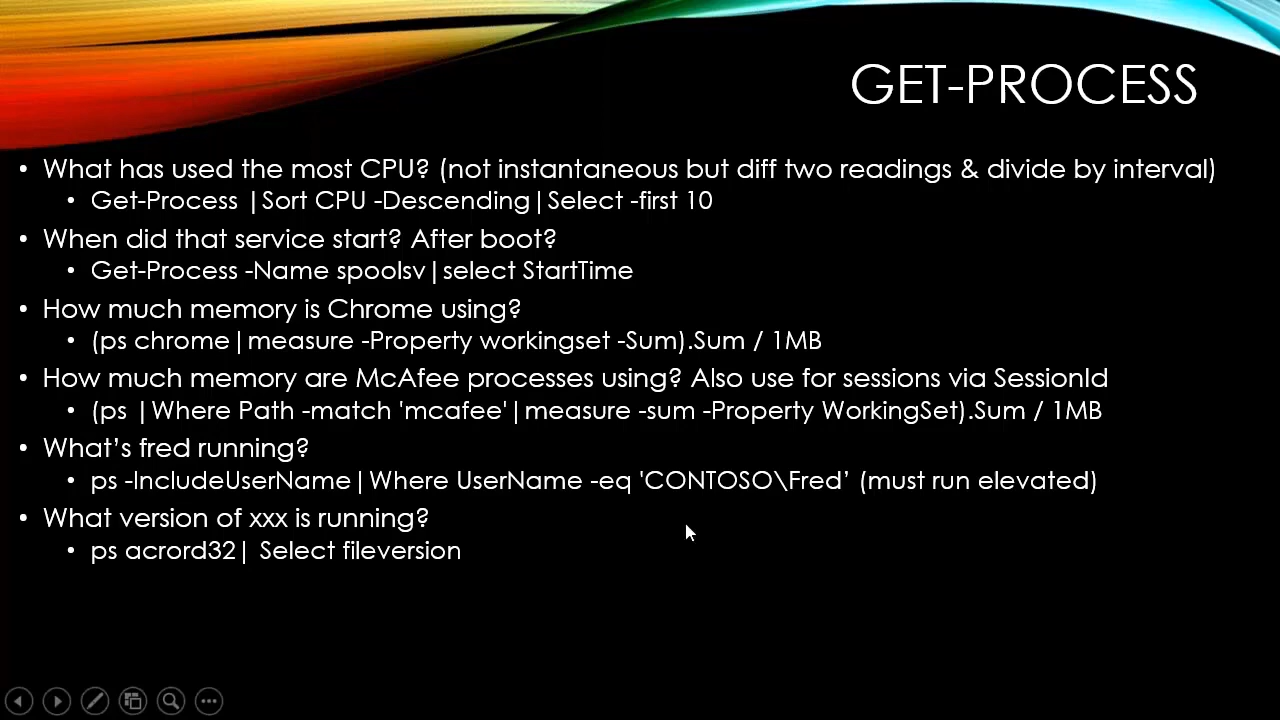 GET-PROCESS
• What has used the most CPU? (not instantaneous but diff two readings & divide by interval)
• Get-Process |Sort CPU -Descending|Select -first 10
• When did that service start? After boot?
• Get-Process -Name spoolsv|select StartTime
• How much memory is Chrome using?
• (ps chrome|measure -Property workingset -Sum).Sum / 1MB
• How much memory are McAfee processes using? Also use for sessions via SessionId
• (ps |Where Path -match 'mcafee'|measure -sum -Property WorkingSet).Sum / 1MB
• What’s fred running?
• ps -IncludeUserName|Where UserName -eq 'CONTOSO\Fred’ (must run elevated)
• What version of xxx is running?
• ps acrord32| Select fileversion